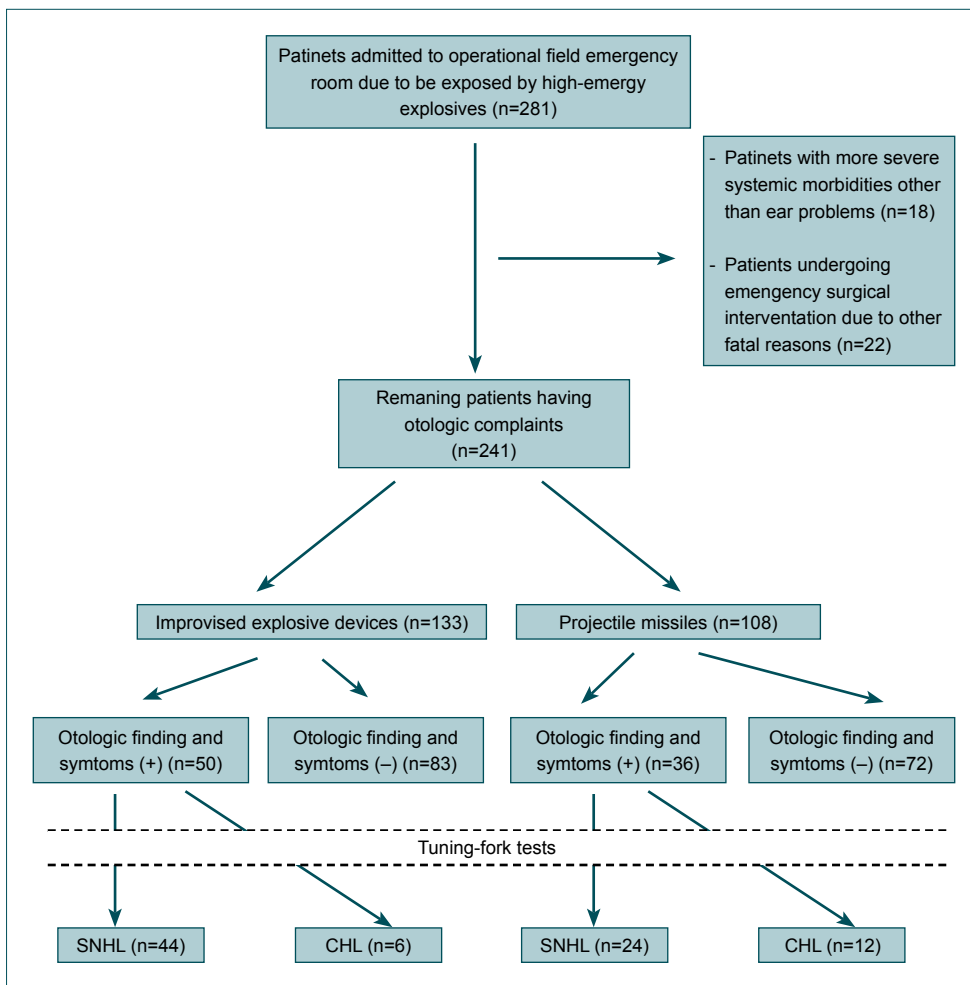 Patinets admitted to operational field emergency
room due to be exposed by high-emergy
explosives (n=281)
- Patinets with more severe
systemic morbidities other
than ear problems (n=18)
- Patients undergoing
emengency surgical
interventation due to other
fatal reasons (n=22)
Remaning patients having
otologic complaints
(n=241)
Improvised explosive devices (n=133)
Projectile missiles (n=108)
Otologic finding and
symtoms (+) (n=50)
Otologic finding and
symtoms (–) (n=83)
Otologic finding and
symtoms (+) (n=36)
Otologic finding and
symtoms (–) (n=72)
Tuning-fork tests
SNHL (n=44)
CHL (n=6)
SNHL (n=24)
CHL (n=12)